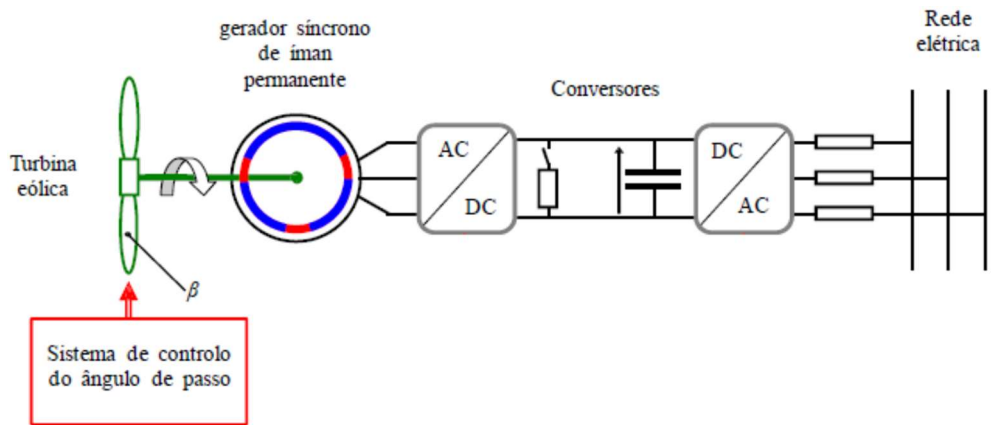 gerador síncrono
de íman
permanente
Rede
elétrica
Conversores
Turbina
eólica
AC
DC
DC
AC
β
Sistema de controlo
do ângulo de passo